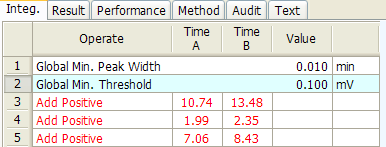 Integ. Result Performance Method Audit Text
Operate Time A Time B Value
1 Global Min. Peak Width 0.010 min
2 Global Min. Threshold 0.100 mV
3 Add Positive 10.74 13.48
4 Add Positive 1.99 2.35
5 Add Positive 7.06 8.43